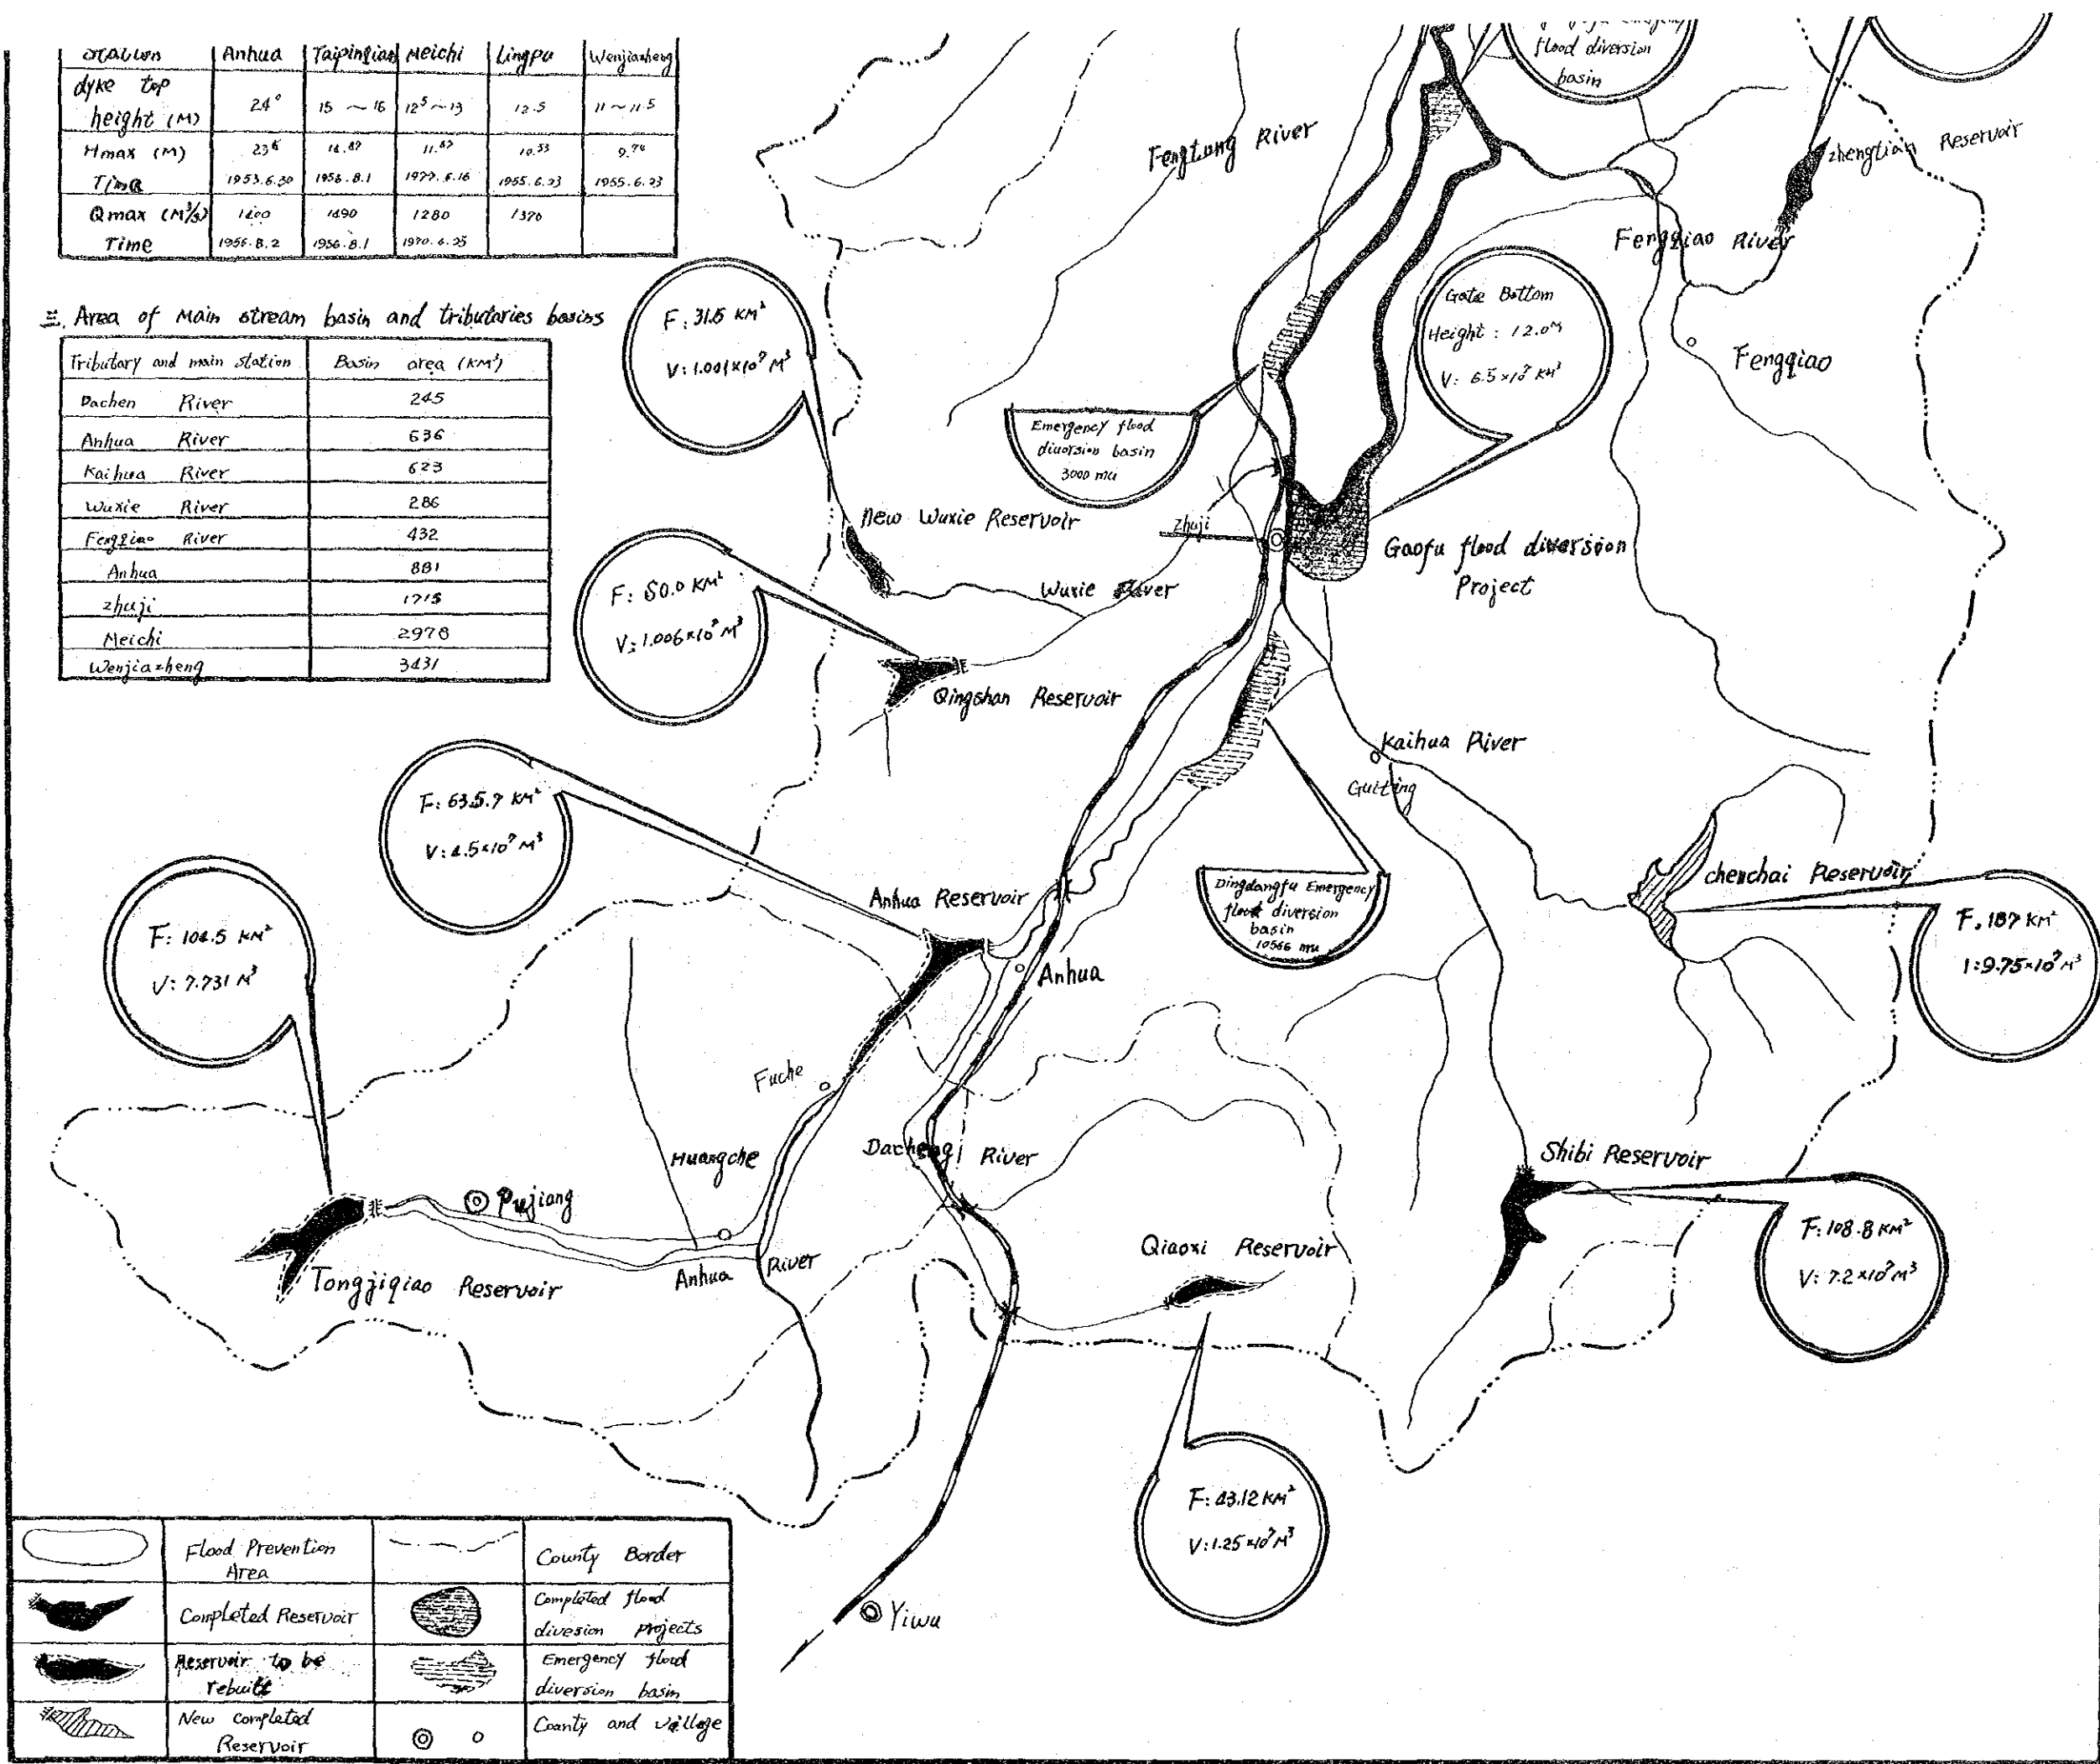 Station Anhua Taipinqiao Meichi Lingpu Wenjiazheng
dyke top height (M) 24° 15 ~ 16 12⁵ ~ 13 12.5 11 ~ 11.5
Hmax (M) 23⁶ 11.⁶⁷ 10.⁵³ 9.⁷⁴
Time 1953.6.30 1956.8.1 1977.6.16 1955.6.23 1955.6.23
Qmax (M³/s) 1490 1280 1370
Time 1956.8.2 1956.8.1 1970.6.25
三. Area of Main stream basin and tributaries basins
Tributary and main station Basin area (KM²)
Dachen River 245
Anhua River 636
Kaihua River 623
Wuxie River 286
Fengqiao River 432
Anhua 881
Zhuji 1715
Meichi 2978
Wenjiazheng 3431
flood diversion
basin
Fengtung River
Zhengtian Reservoir
Fengqiao River
Fengqiao
Gate Bottom
Height: 12.0M
V: 6.5×10⁷ KM³
F: 31.5 KM²
V: 1.001×10⁷ M³
Emergency flood
diversion basin
3000 mu
New Wuxie Reservoir
Zhuji
Gaofu flood diversion
Project
Wuxie River
F: 50.0 KM²
V: 1.006×10⁷ M³
Qingshan Reservoir
Kaihua River
Gutting
F: 635.7 KM²
V: 4.5×10⁷ M³
Chenchai Reservoir
F. 187 KM²
1:9.75×10⁷ M³
Anhua Reservoir
Dingdangfu Emergency
flood diversion
basin
10566 mu
F: 104.5 KM²
V: 7.731 M³
Anhua
Fuche
Huangche
Dacheng River
Shibi Reservoir
F: 108.8 KM²
V: 7.2×10⁷ M³
Pujiang
Qiaoxi Reservoir
Tongjiqiao Reservoir
Anhua River
F: 43.12 KM²
V: 1.25×10⁷ M³
Yiwu
Flood Prevention
Area
County Border
Completed Reservoir
Completed flood
divesion projects
Reservoir to be
rebuilt
Emergency flood
diversion basin
New Completed
Reservoir
County and village